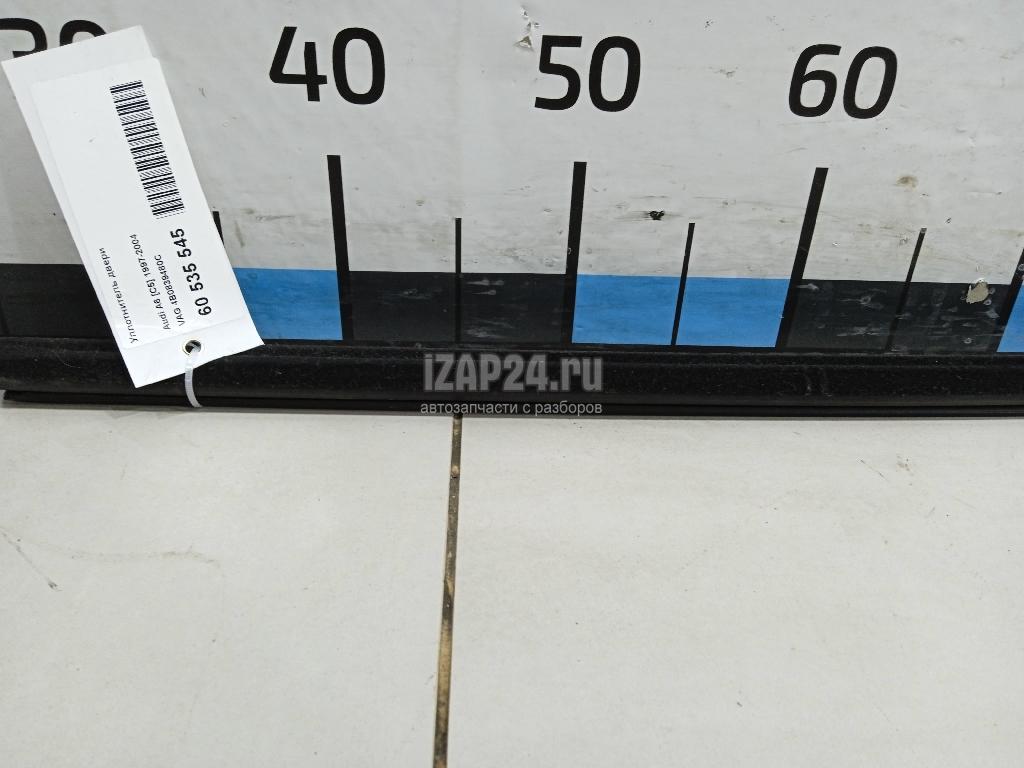 30 40 50 60
Уплотнитель двери
Audi A6 [C5] 1997-2004
VAG 4B0839480C
60 535 545
iZAP24.ru
автозапчасти с разборов